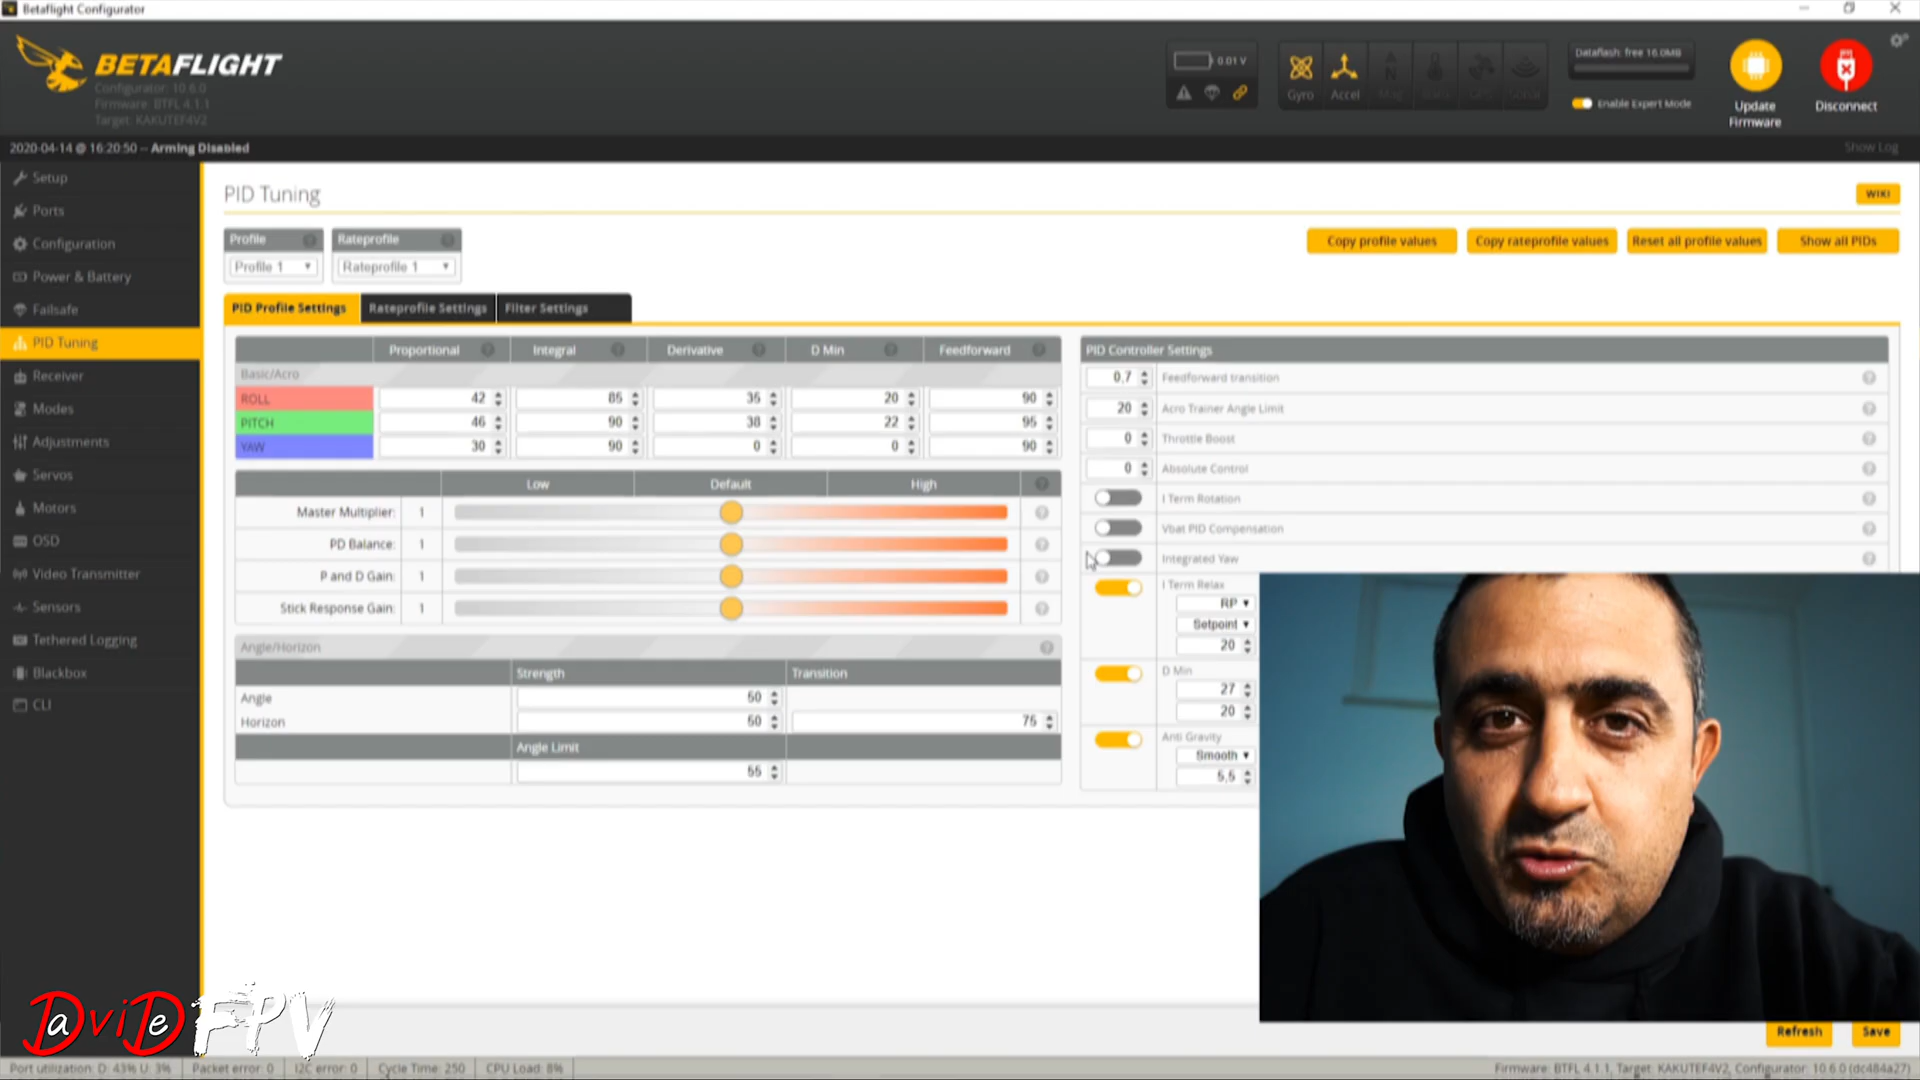 Betaflight Configurator
BETAFLIGHT
Configurator: 10.6.0
Firmware: BTFL 4.1.1
Target: KAKUTEF4V2
0.01 V
Gyro
Accel
Dataflash: free 16.0MB
Enable Expert Mode
Update Firmware
Disconnect
2020-04-14 @ 16:20:50 -- Arming Disabled
Show Log
Setup
Ports
Configuration
Power & Battery
Failsafe
PID Tuning
Receiver
Modes
Adjustments
Servos
Motors
OSD
Video Transmitter
Sensors
Tethered Logging
Blackbox
CLI
PID Tuning
WIKI
Profile
Rateprofile
Profile 1
Rateprofile 1
Copy profile values
Copy rateprofile values
Reset all profile values
Show all PIDs
PID Profile Settings
Rateprofile Settings
Filter Settings
Proportional Integral Derivative D Min Feedforward
Basic/Acro
ROLL 42 85 35 20 90
PITCH 46 90 38 22 95
YAW 30 90 0 0 90
Low Default High
Master Multiplier: 1
PD Balance: 1
P and D Gain: 1
Stick Response Gain: 1
Angle/Horizon
Strength Transition
Angle 50
Horizon 50 75
Angle Limit
55
PID Controller Settings
0,7 Feedforward transition
20 Acro Trainer Angle Limit
0 Throttle Boost
0 Absolute Control
I Term Rotation
Vbat PID Compensation
Integrated Yaw
I Term Relax
RP
Setpoint
20
D Min
27
20
Anti Gravity
Smooth
5,5
DaviDe FPV
Refresh
Save
Port utilization: D: 43% U: 3%
Packet error: 0
I2C error: 0
Cycle Time: 250
CPU Load: 8%
Firmware: BTFL 4.1.1, Target: KAKUTEF4V2, Configurator: 10.6.0 (dc484a27)